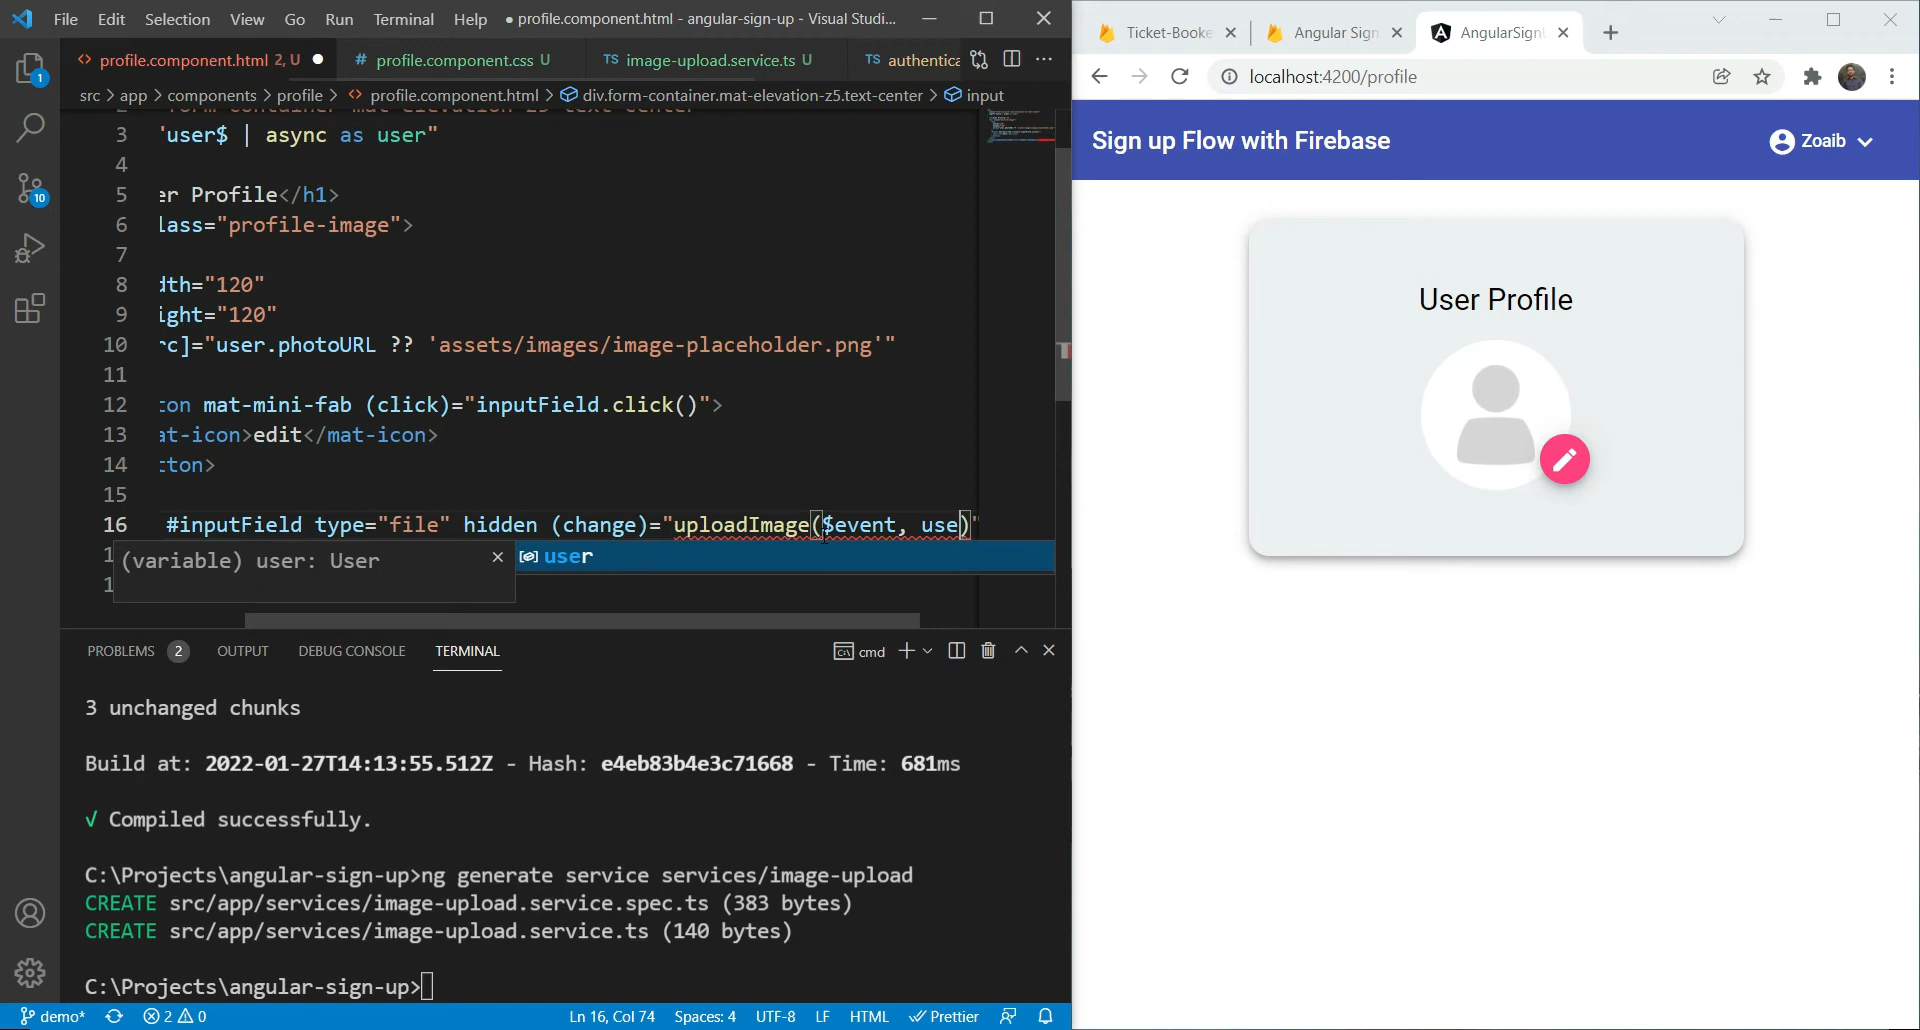 File Edit Selection View Go Run Terminal Help ● profile.component.html - angular-sign-up - Visual Studi...
<> profile.component.html 2, U ● # profile.component.css U TS image-upload.service.ts U TS authentica
src > app > components > profile > <> profile.component.html > div.form-container.mat-elevation-z5.text-center > input
3 "user$ | async as user"
4
5 er Profile</h1>
6 lass="profile-image">
7
8 dth="120"
9 ight="120"
10 rc]="user.photoURL ?? 'assets/images/image-placeholder.png'"
11
12 ton mat-mini-fab (click)="inputField.click()">
13 at-icon>edit</mat-icon>
14 tton>
15
16 #inputField type="file" hidden (change)="uploadImage($event, use)"
(variable) user: User × user
PROBLEMS 2 OUTPUT DEBUG CONSOLE TERMINAL cmd
3 unchanged chunks
Build at: 2022-01-27T14:13:55.512Z - Hash: e4eb83b4e3c71668 - Time: 681ms
√ Compiled successfully.
C:\Projects\angular-sign-up>ng generate service services/image-upload
CREATE src/app/services/image-upload.service.spec.ts (383 bytes)
CREATE src/app/services/image-upload.service.ts (140 bytes)
C:\Projects\angular-sign-up>
demo* 2 0 Ln 16, Col 74 Spaces: 4 UTF-8 LF HTML Prettier
1
10
Ticket-Booke Angular Sign AngularSignU
localhost:4200/profile
Sign up Flow with Firebase Zoaib
User Profile